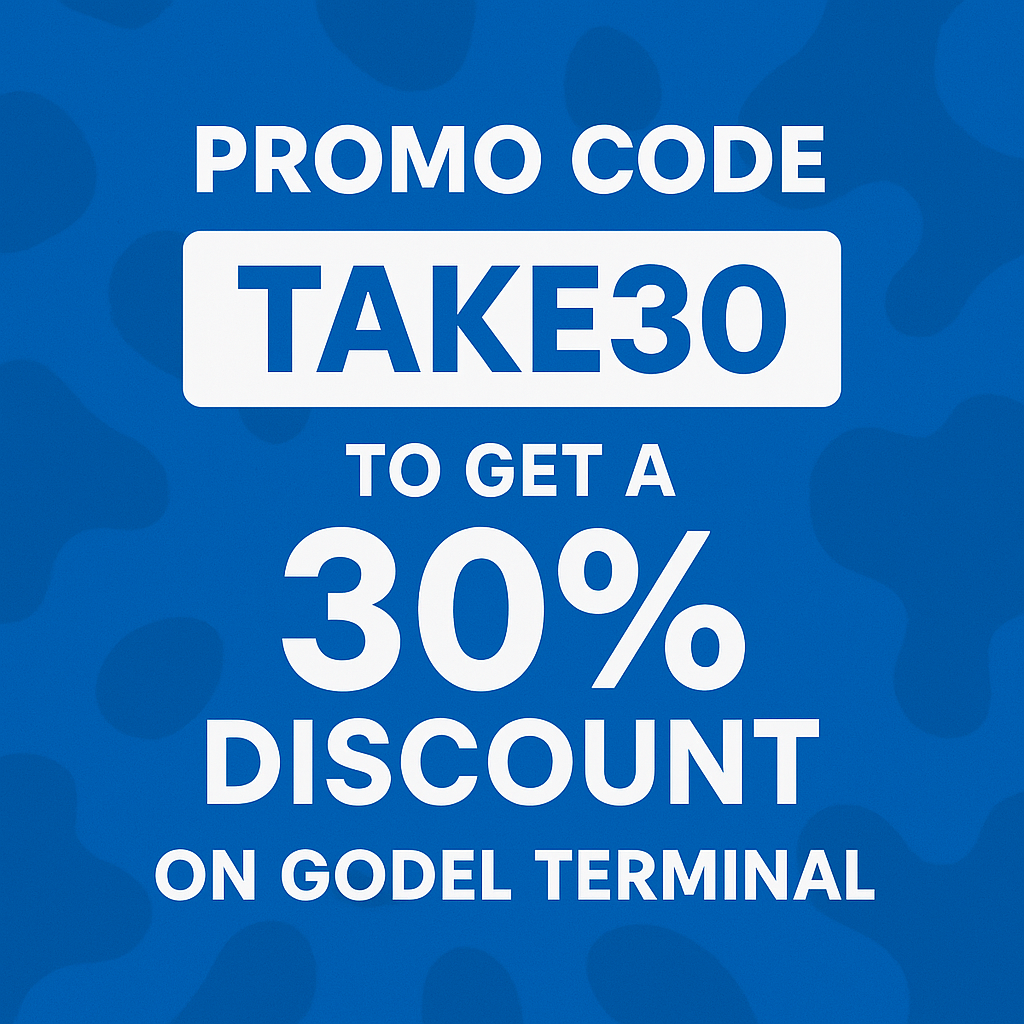 PROMO CODE
TAKE30
TO GET A
30%
DISCOUNT
ON GODEL TERMINAL